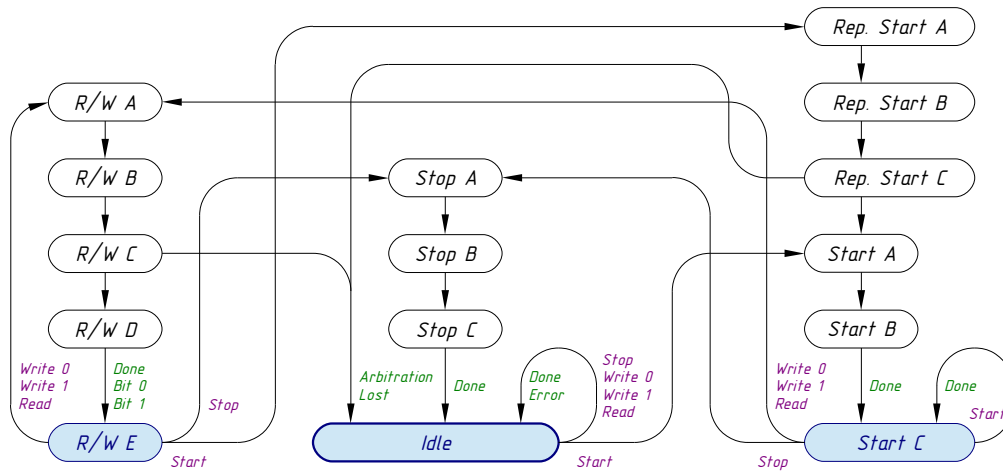 Rep. Start A
R/W A
Rep. Start B
R/W B
Stop A
Rep. Start C
R/W C
Stop B
Start A
R/W D
Stop C
Start B
Write 0
Write 1
Read
Done
Bit 0
Bit 1
Stop
Arbitration
Lost
Done
Done
Error
Stop
Write 0
Write 1
Read
Write 0
Write 1
Read
Done
Done
Start
R/W E
Start
Idle
Start
Stop
Start C